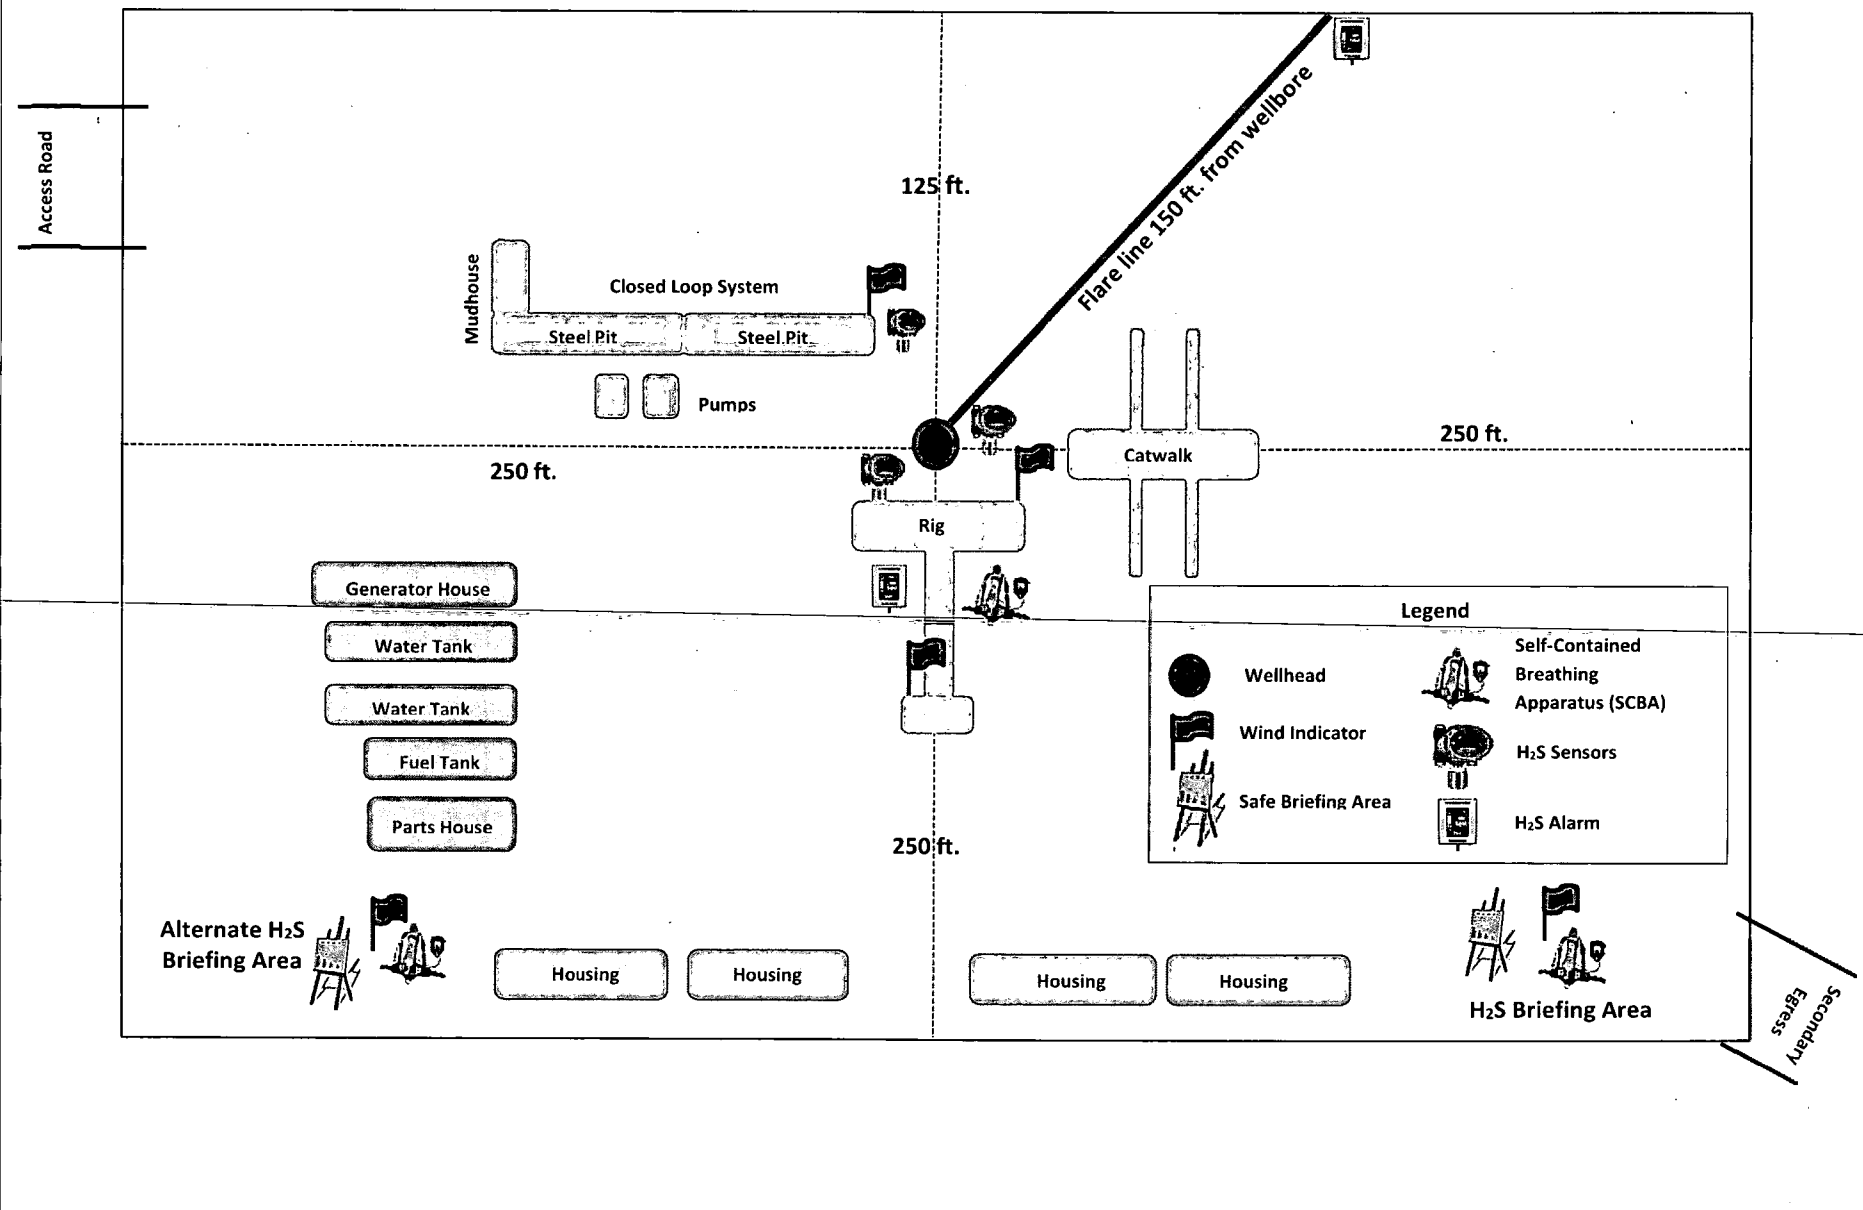 Access Road
125 ft.
Flare line 150 ft. from wellbore
Mudhouse
Closed Loop System
Steel Pit
Steel Pit
Pumps
250 ft.
250 ft.
Catwalk
Rig
Generator House
Water Tank
Water Tank
Fuel Tank
Parts House
250 ft.
Legend
Wellhead
Wind Indicator
Safe Briefing Area
Self-Contained
Breathing
Apparatus (SCBA)
H₂S Sensors
H₂S Alarm
Alternate H₂S
Briefing Area
Housing
Housing
Housing
Housing
H₂S Briefing Area
Secondary
Egress